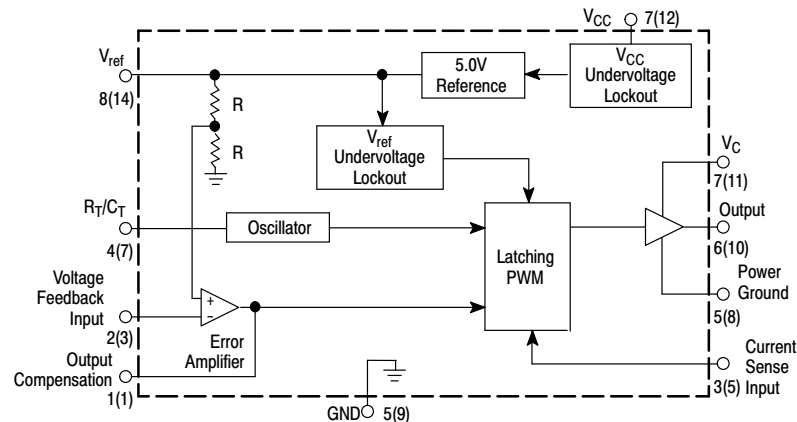 VCC 7(12)
Vref
8(14)
5.0V
Reference
VCC
Undervoltage
Lockout
R
R
Vref
Undervoltage
Lockout
VC
7(11)
RT/CT
4(7)
Oscillator
Latching
PWM
Output
6(10)
Voltage
Feedback
Input
2(3)
+
−
Error
Amplifier
Power
Ground
5(8)
Output
Compensation
1(1)
Current
Sense
Input
3(5)
GND 5(9)